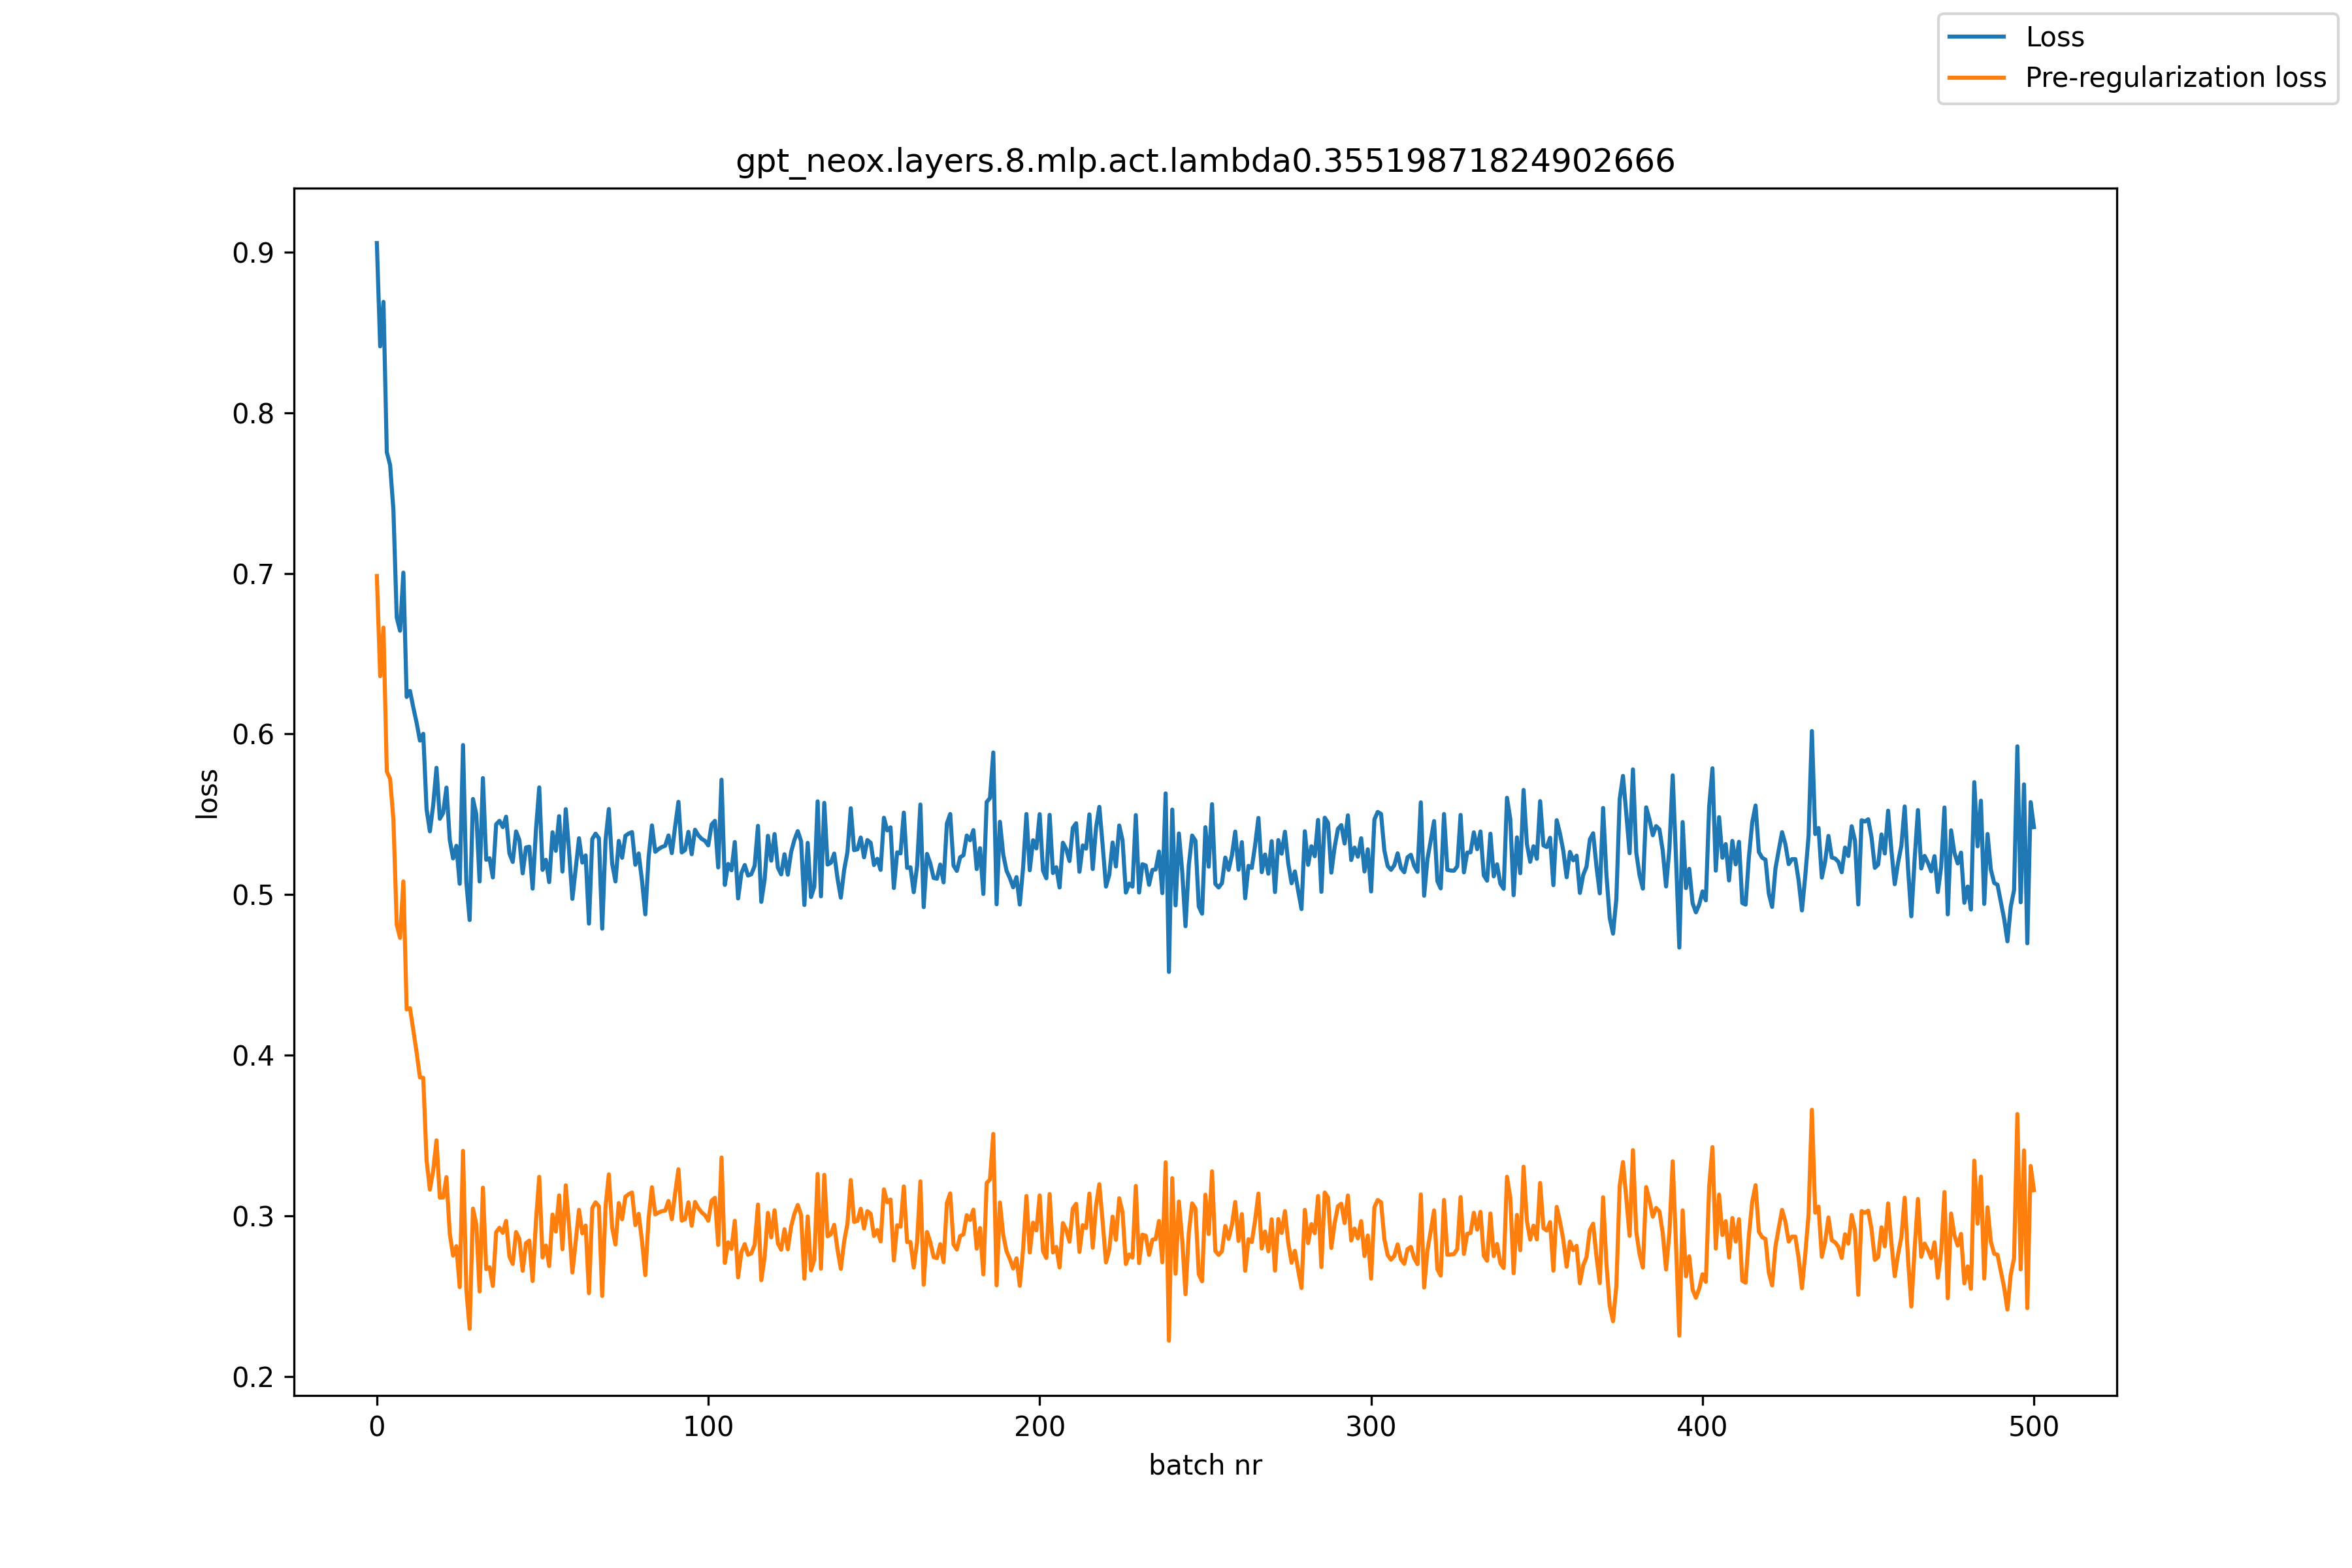 Loss
Pre-regularization loss
gpt_neox.layers.8.mlp.act.lambda0.35519871824902666
0.9
0.8
0.7
0.6
0.5
0.4
0.3
0.2
loss
0 100 200 300 400 500
batch nr